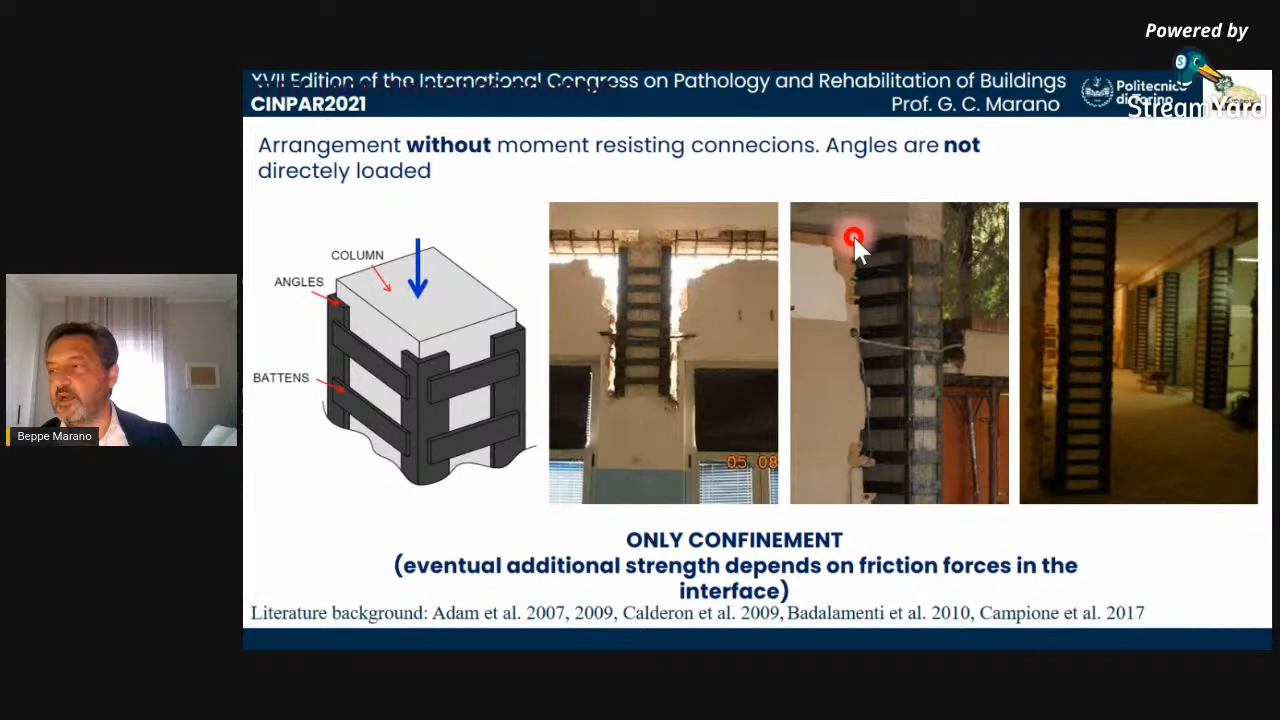 Powered by
StreamYard
XVII Edition of the International Congress on Pathology and Rehabilitation of Buildings
CINPAR2021
Prof. G. C. Marano
Politecnico
di Torino
Arrangement without moment resisting connecions. Angles are not
directely loaded
COLUMN
ANGLES
BATTENS
05 08
ONLY CONFINEMENT
(eventual additional strength depends on friction forces in the
interface)
Literature background: Adam et al. 2007, 2009, Calderon et al. 2009, Badalamenti et al. 2010, Campione et al. 2017
Beppe Marano